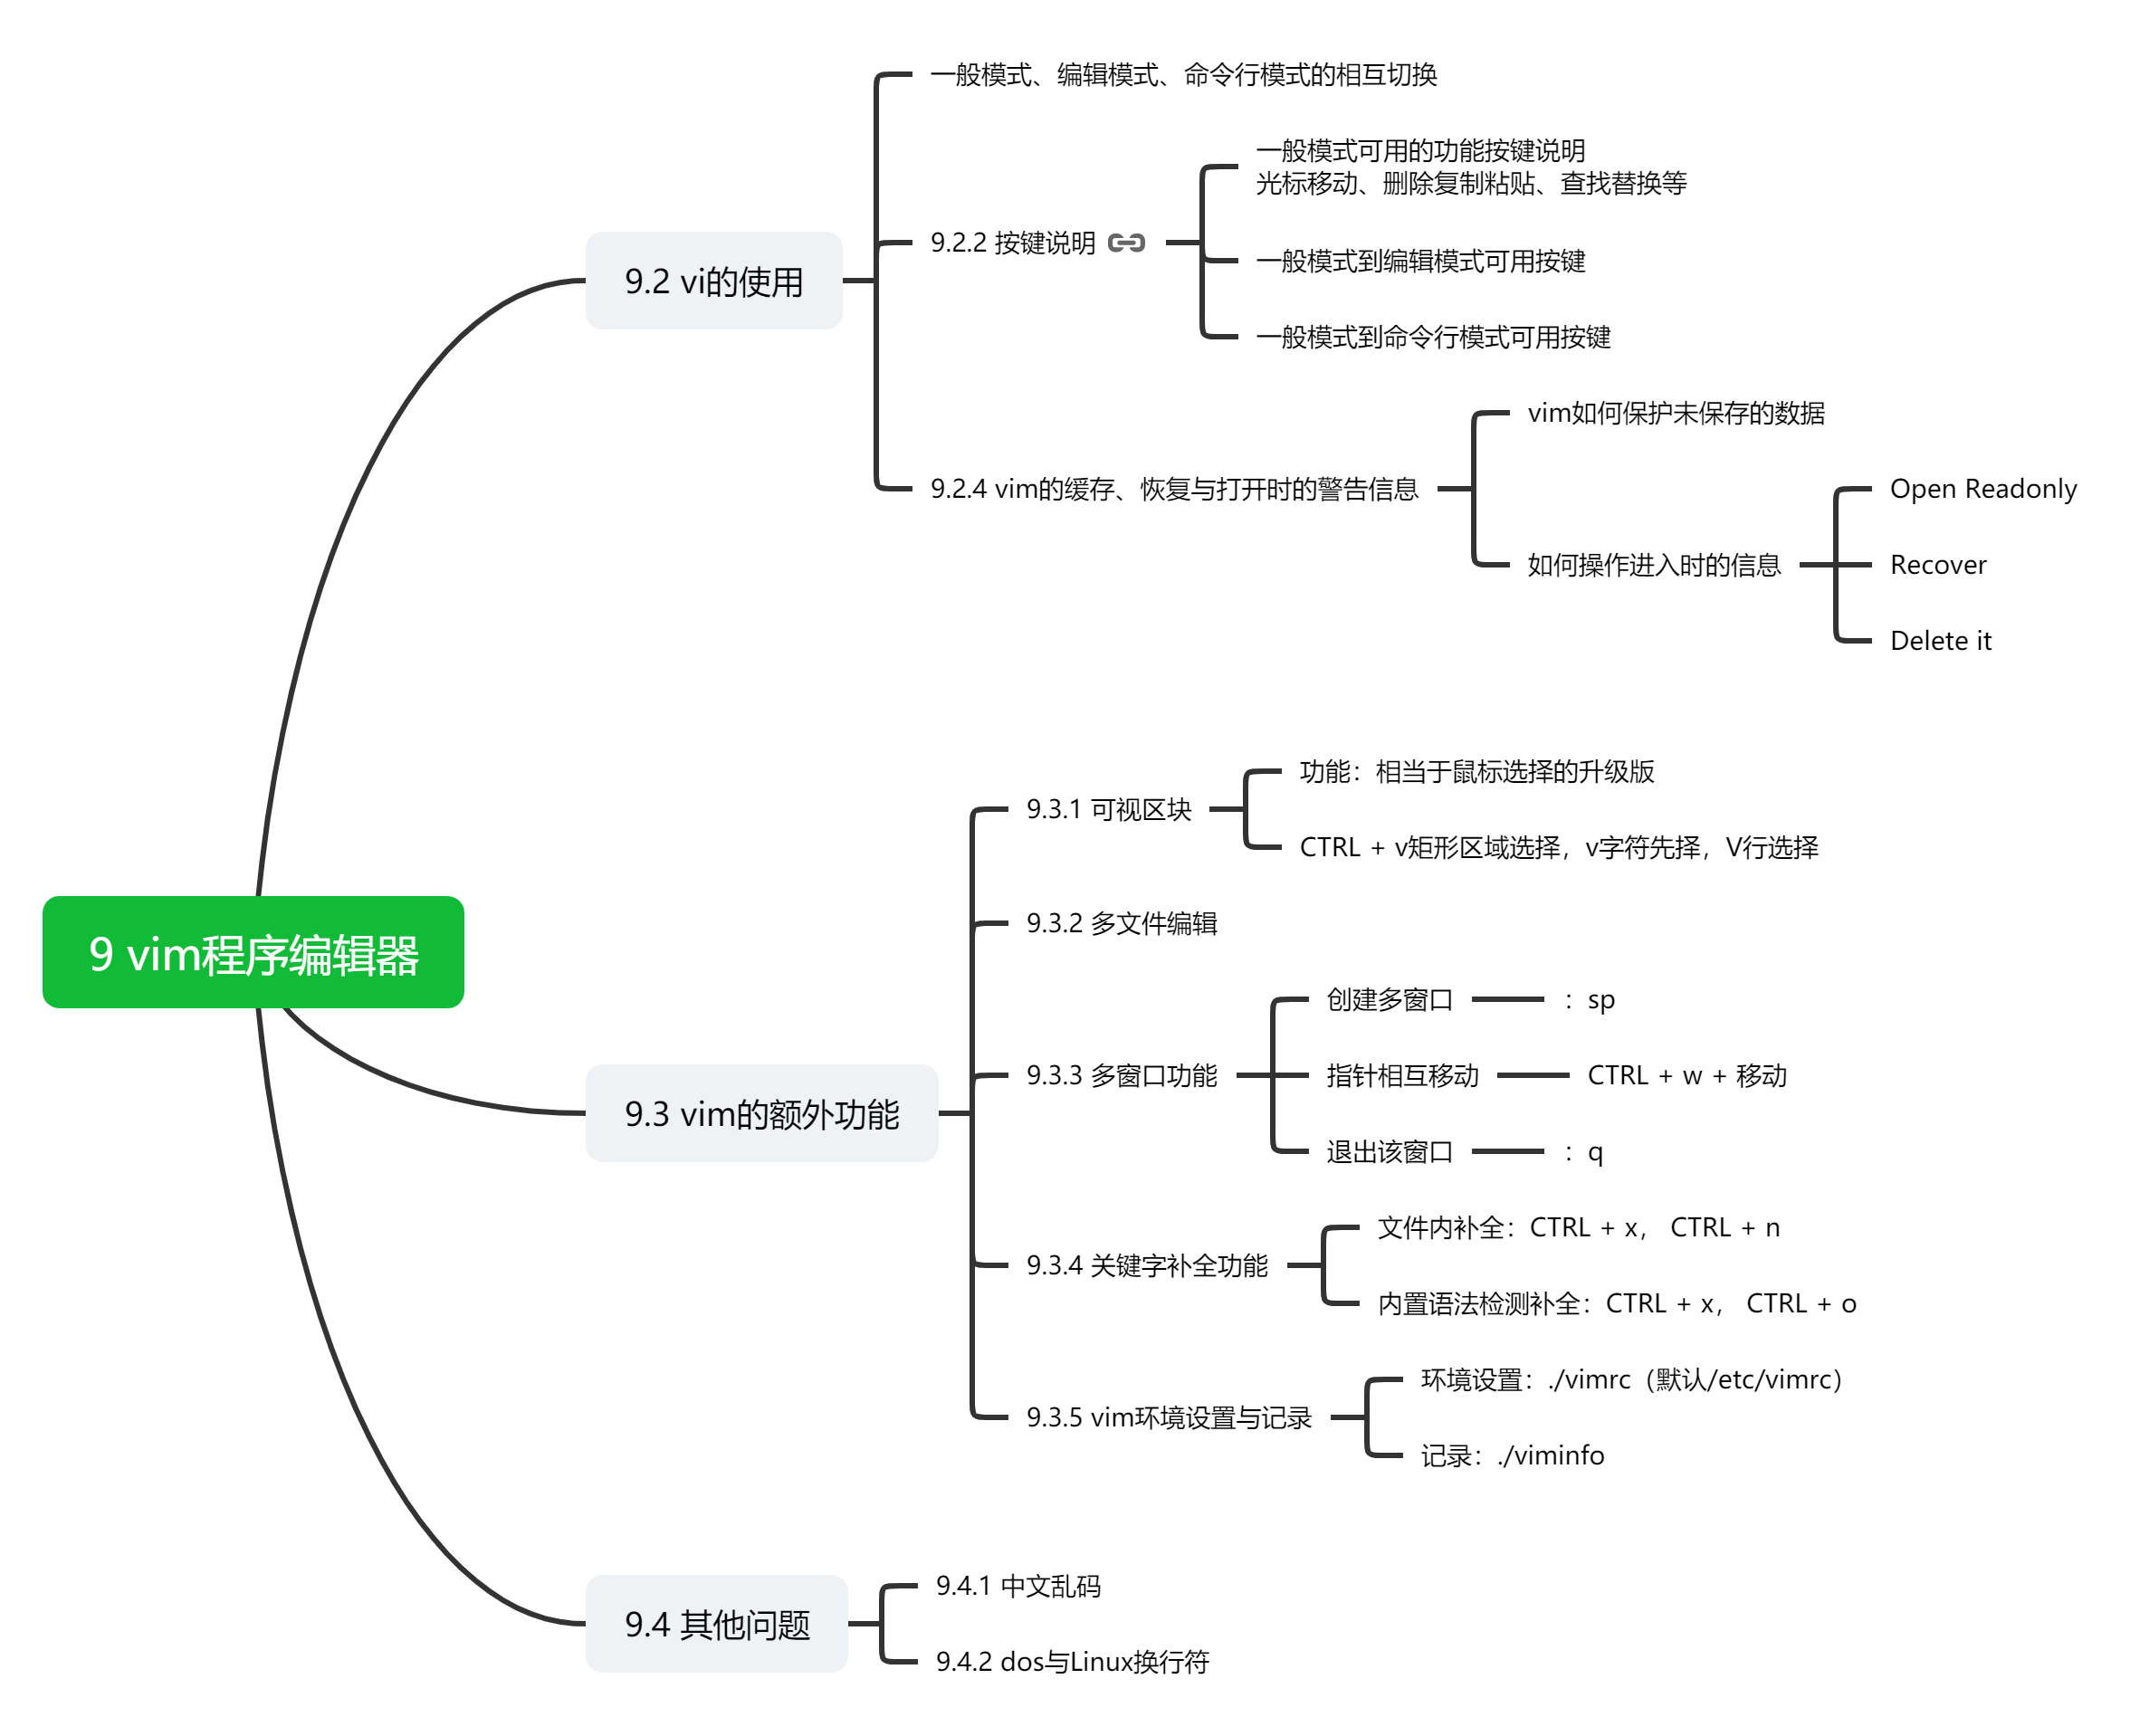 9 vim程序编辑器
9.2 vi的使用
一般模式、编辑模式、命令行模式的相互切换
9.2.2 按键说明
一般模式可用的功能按键说明
光标移动、删除复制粘贴、查找替换等
一般模式到编辑模式可用按键
一般模式到命令行模式可用按键
9.2.4 vim的缓存、恢复与打开时的警告信息
vim如何保护未保存的数据
如何操作进入时的信息
Open Readonly
Recover
Delete it
9.3 vim的额外功能
9.3.1 可视区块
功能：相当于鼠标选择的升级版
CTRL + v矩形区域选择，v字符先择，V行选择
9.3.2 多文件编辑
9.3.3 多窗口功能
创建多窗口
：sp
指针相互移动
CTRL + w + 移动
退出该窗口
：q
9.3.4 关键字补全功能
文件内补全：CTRL + x， CTRL + n
内置语法检测补全：CTRL + x， CTRL + o
9.3.5 vim环境设置与记录
环境设置：./vimrc（默认/etc/vimrc）
记录：./viminfo
9.4 其他问题
9.4.1 中文乱码
9.4.2 dos与Linux换行符